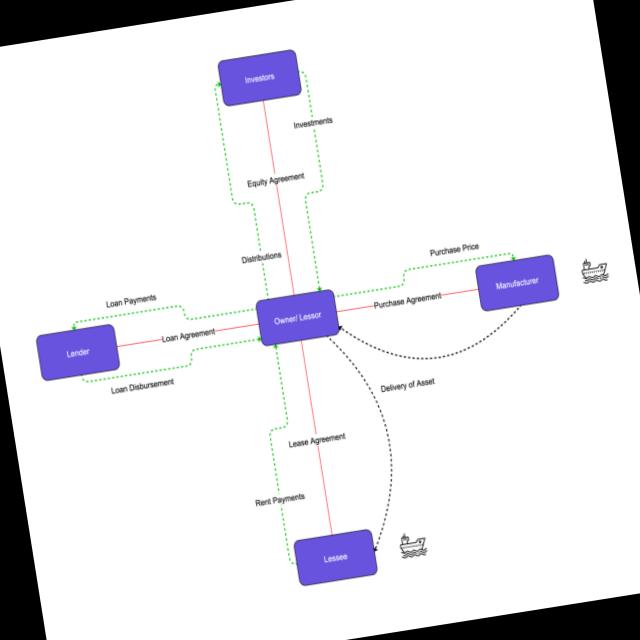 Investors
Investments
Equity Agreement
Distributions
Purchase Price
Manufacturer
Loan Payments
Purchase Agreement
Owner/ Lessor
Loan Agreement
Lender
Loan Disbursement
Delivery of Asset
Lease Agreement
Rent Payments
Lessee